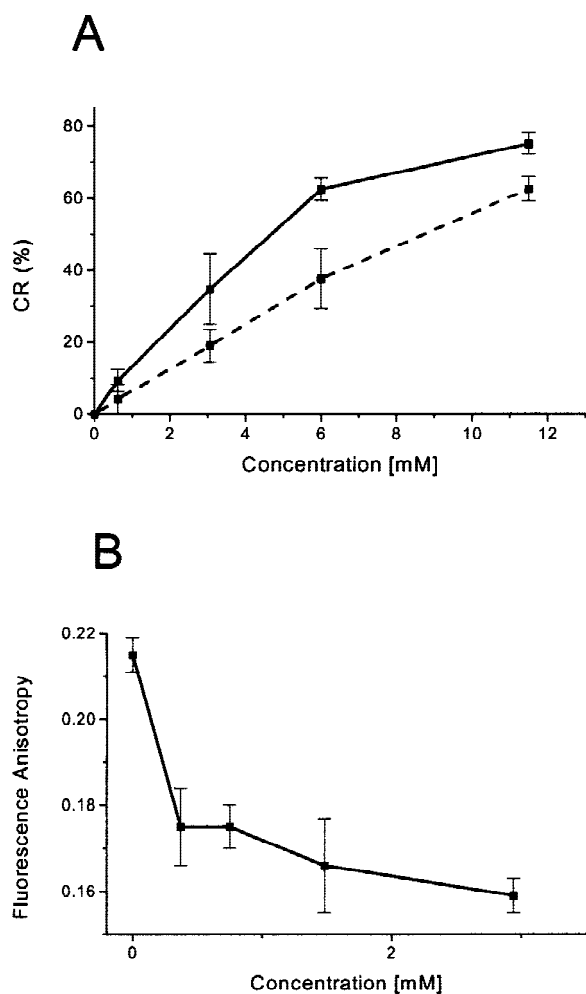 A
80
60
40
20
0
CR (%)
0 2 4 6 8 10 12
Concentration [mM]
B
0.22
0.20
0.18
0.16
Fluorescence Anisotropy
0 2
Concentration [mM]